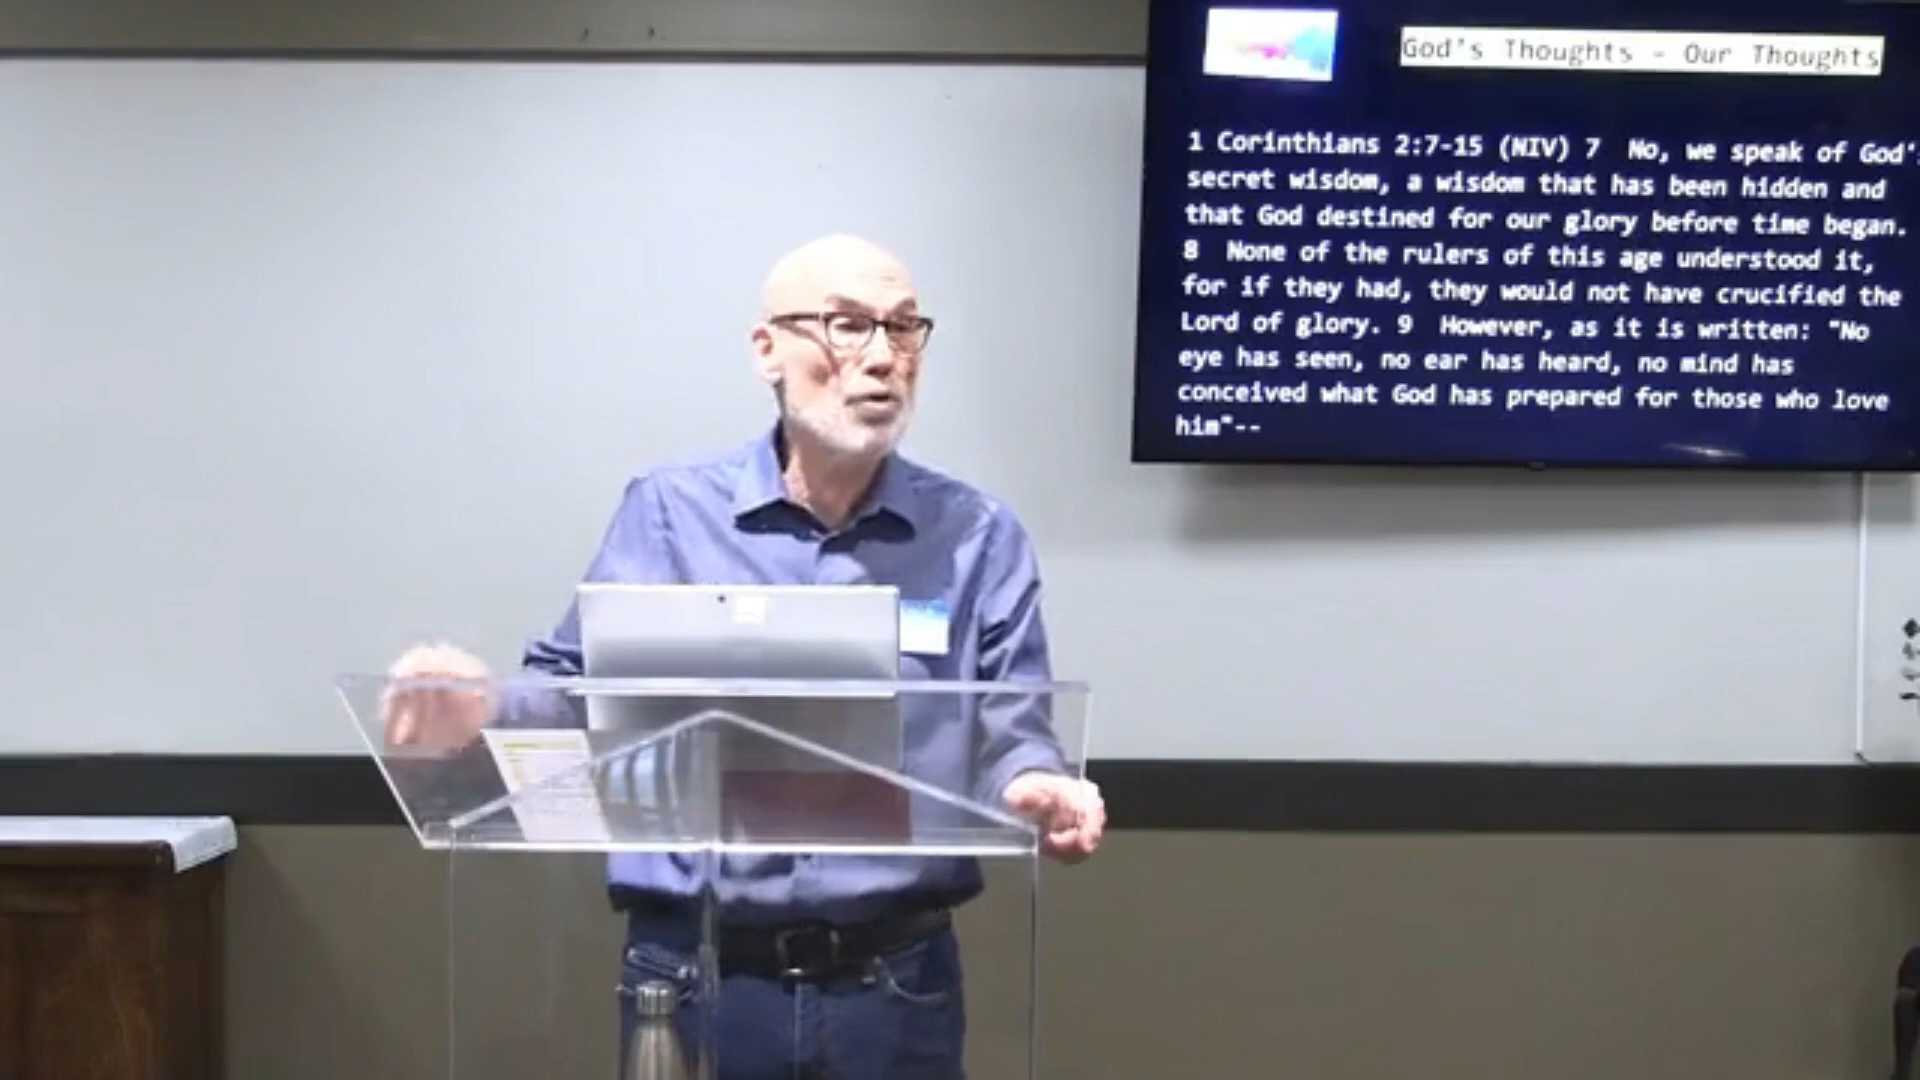 God's Thoughts - Our Thoughts
1 Corinthians 2:7-15 (NIV) 7 No, we speak of God's
secret wisdom, a wisdom that has been hidden and
that God destined for our glory before time began.
8 None of the rulers of this age understood it,
for if they had, they would not have crucified the
Lord of glory. 9 However, as it is written: "No
eye has seen, no ear has heard, no mind has
conceived what God has prepared for those who love
him"--